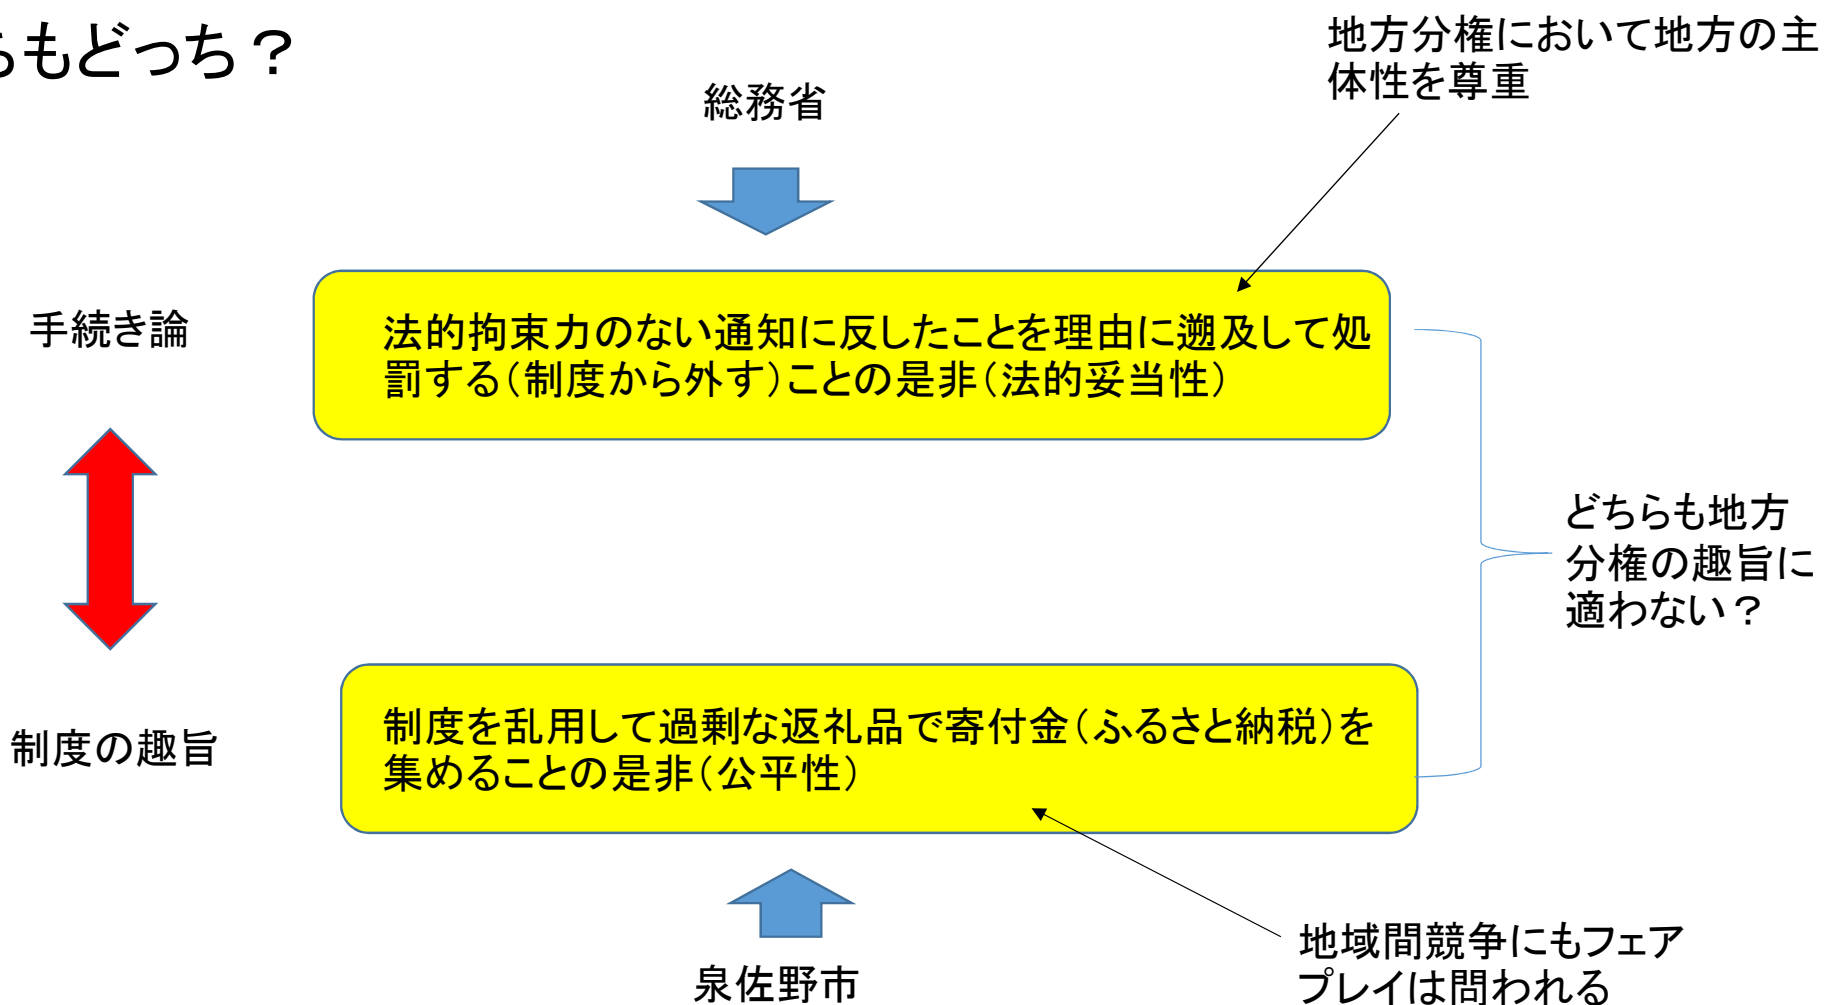 ちもどっち？
地方分権において地方の主
体性を尊重
総務省
手続き論
法的拘束力のない通知に反したことを理由に遡及して処
罰する（制度から外す）ことの是非（法的妥当性）
どちらも地方
分権の趣旨に
適わない？
制度の趣旨
制度を乱用して過剰な返礼品で寄付金（ふるさと納税）を
集めることの是非（公平性）
泉佐野市
地域間競争にもフェア
プレイは問われる